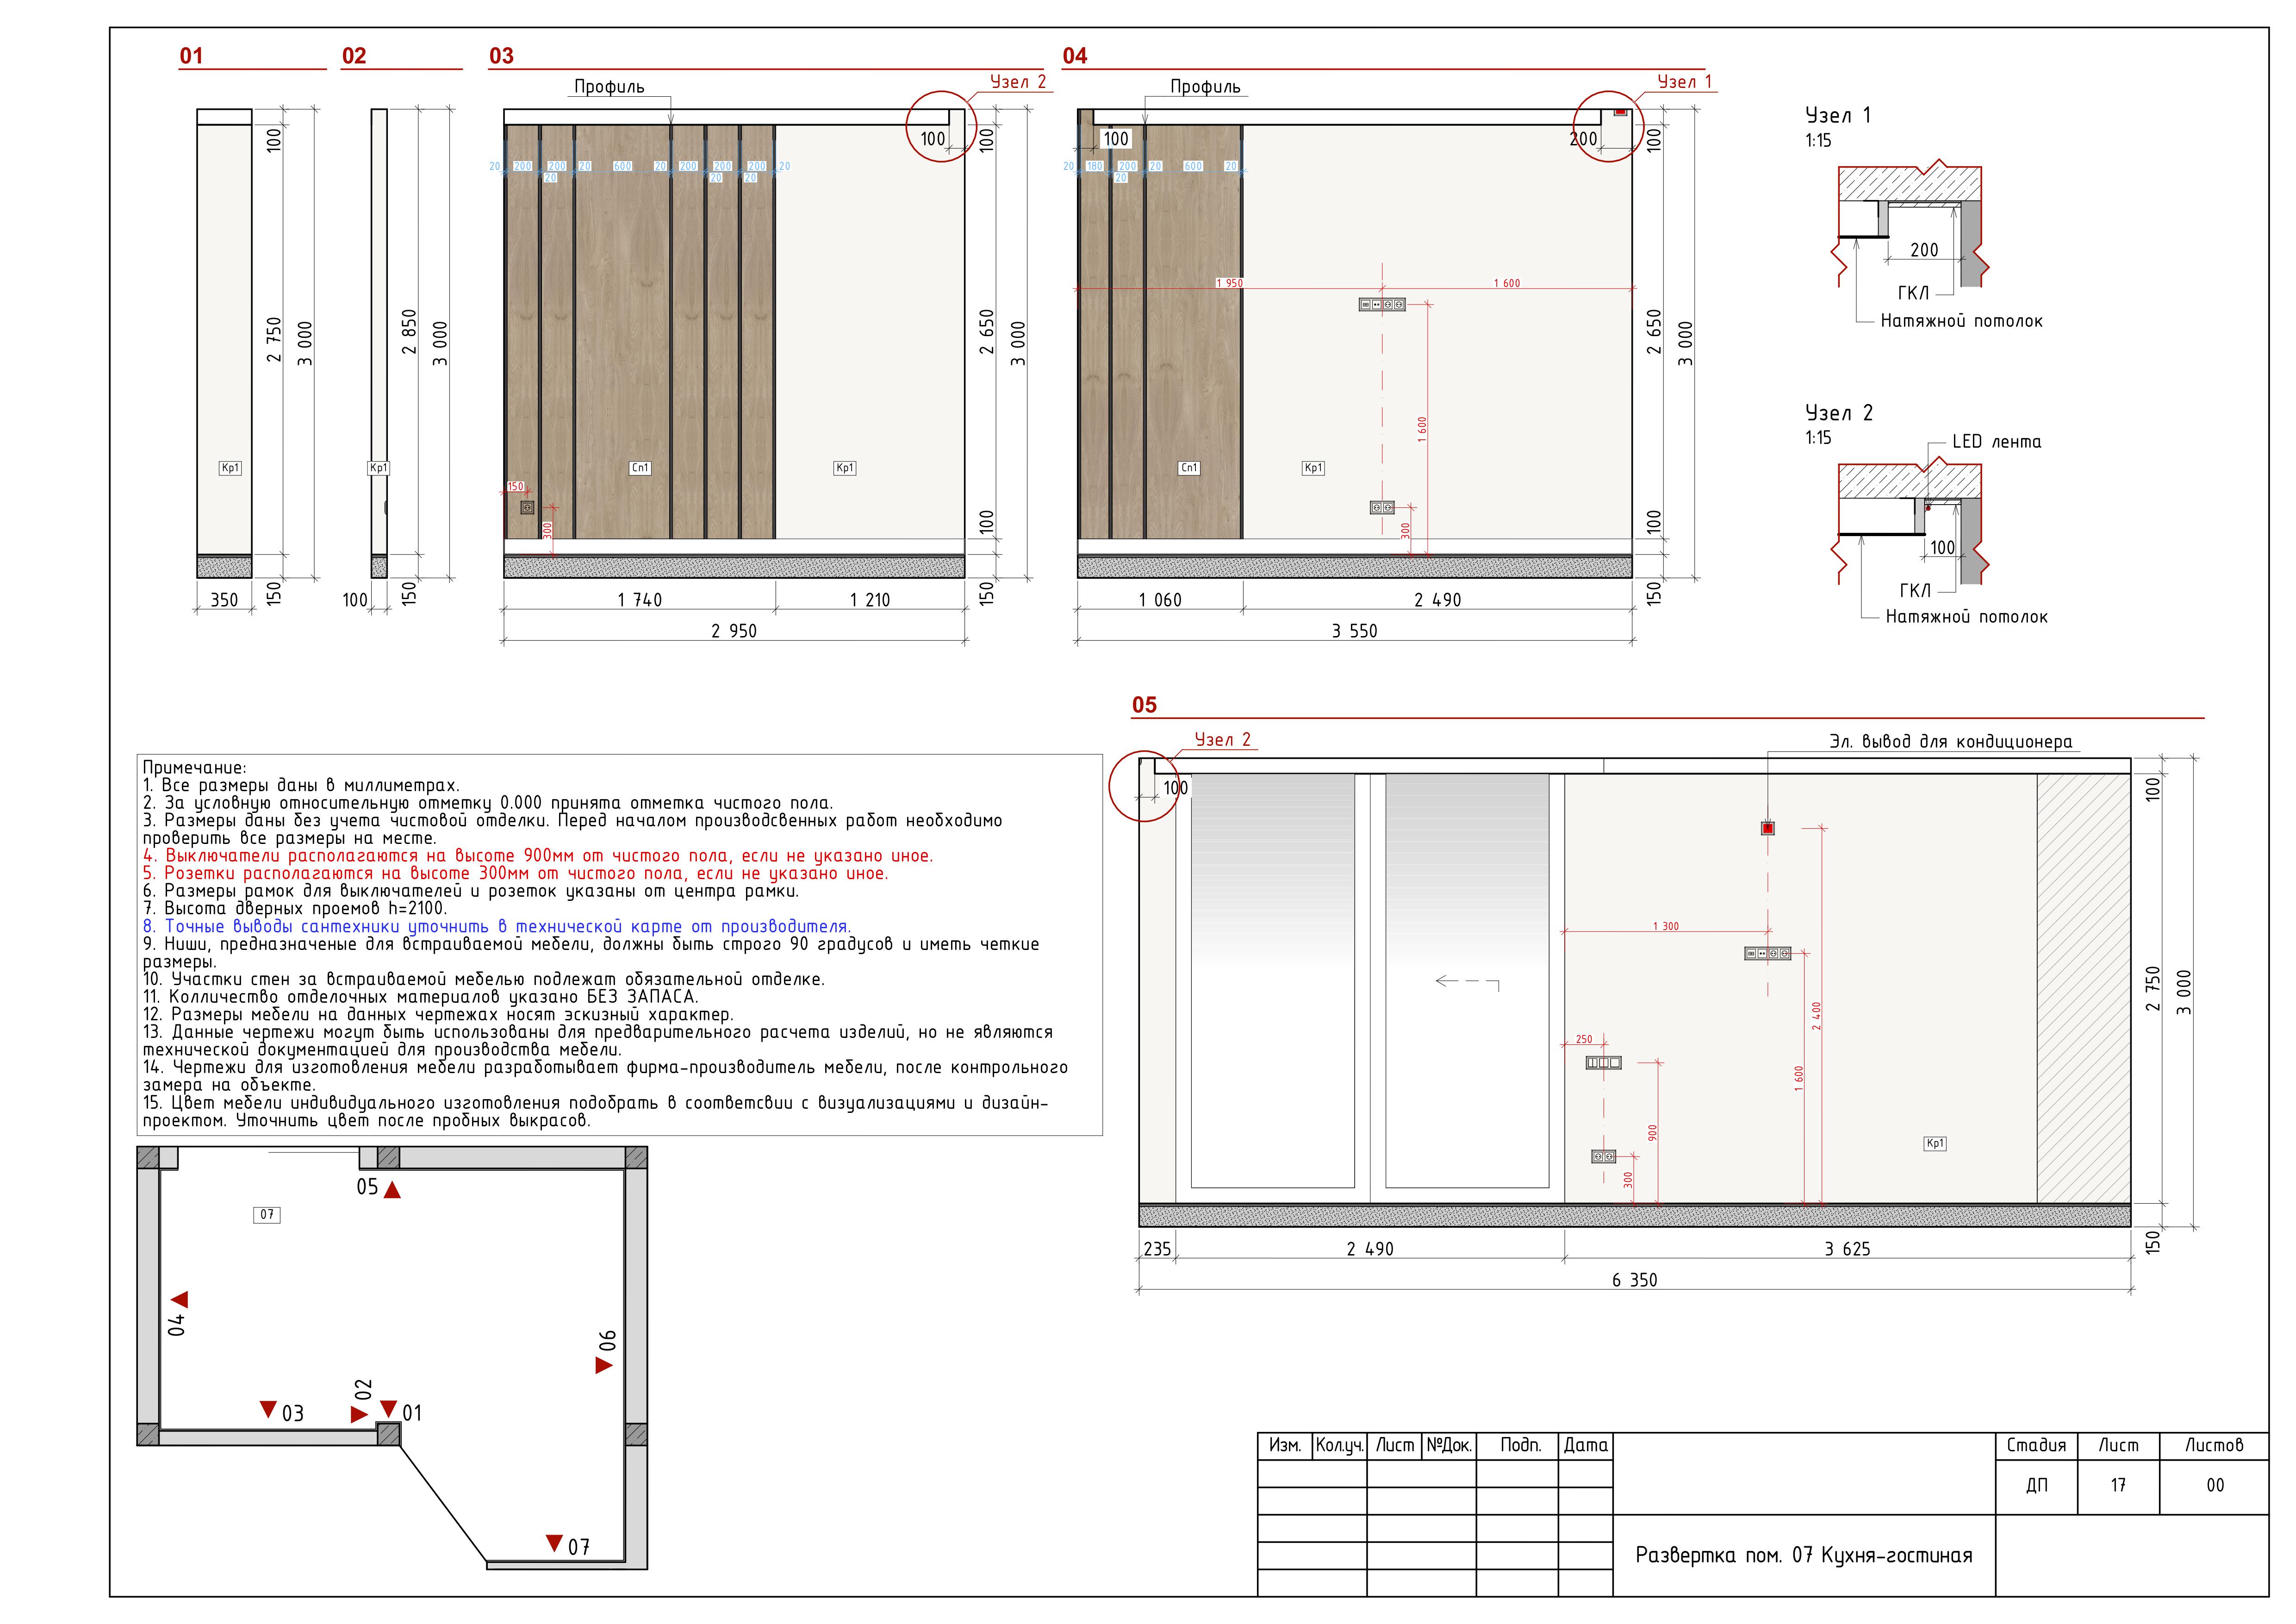 01
02
03
04
Профиль
Узел 2
Профиль
Узел 1
100
2 750
3 000
Кр1
350
150
2 850
3 000
Кр1
100
150
100
100
20
200
200
20
600
20
200
200
200
20
20
20
20
2 650
3 000
Сп1
Кр1
150
300
100
150
1 740
1 210
2 950
100
200
100
20
180
200
20
600
20
20
1 950
1 600
2 650
3 000
1 600
Сп1
Кр1
300
100
150
1 060
2 490
3 550
Узел 1
1:15
200
ГКЛ
Натяжной потолок
Узел 2
1:15
LED лента
100
ГКЛ
Натяжной потолок
05
Узел 2
Эл. вывод для кондиционера
100
100
1 300
2 750
3 000
2 400
250
1 600
900
300
Кр1
235
2 490
3 625
150
6 350
Примечание:
1. Все размеры даны в миллиметрах.
2. За условную относительную отметку 0.000 принята отметка чистого пола.
3. Размеры даны без учета чистовой отделки. Перед началом производсвенных работ необходимо
проверить все размеры на месте.
4. Выключатели располагаются на высоте 900мм от чистого пола, если не указано иное.
5. Розетки располагаются на высоте 300мм от чистого пола, если не указано иное.
6. Размеры рамок для выключателей и розеток указаны от центра рамки.
7. Высота дверных проемов h=2100.
8. Точные выводы сантехники уточнить в технической карте от производителя.
9. Ниши, предназначеные для встраиваемой мебели, должны быть строго 90 градусов и иметь четкие
размеры.
10. Участки стен за встраиваемой мебелью подлежат обязательной отделке.
11. Колличество отделочных материалов указано БЕЗ ЗАПАСА.
12. Размеры мебели на данных чертежах носят эскизный характер.
13. Данные чертежи могут быть использованы для предварительного расчета изделий, но не являются
технической документацией для производства мебели.
14. Чертежи для изготовления мебели разработывает фирма-производитель мебели, после контрольного
замера на объекте.
15. Цвет мебели индивидуального изготовления подобрать в соответсвии с визуализациями и дизайн-
проектом. Уточнить цвет после пробных выкрасов.
05
07
04
06
02
03
01
07
Изм. Кол.уч. Лист №Док. Подп. Дата
Стадия Лист Листов
ДП 17 00
Развертка пом. 07 Кухня-гостиная